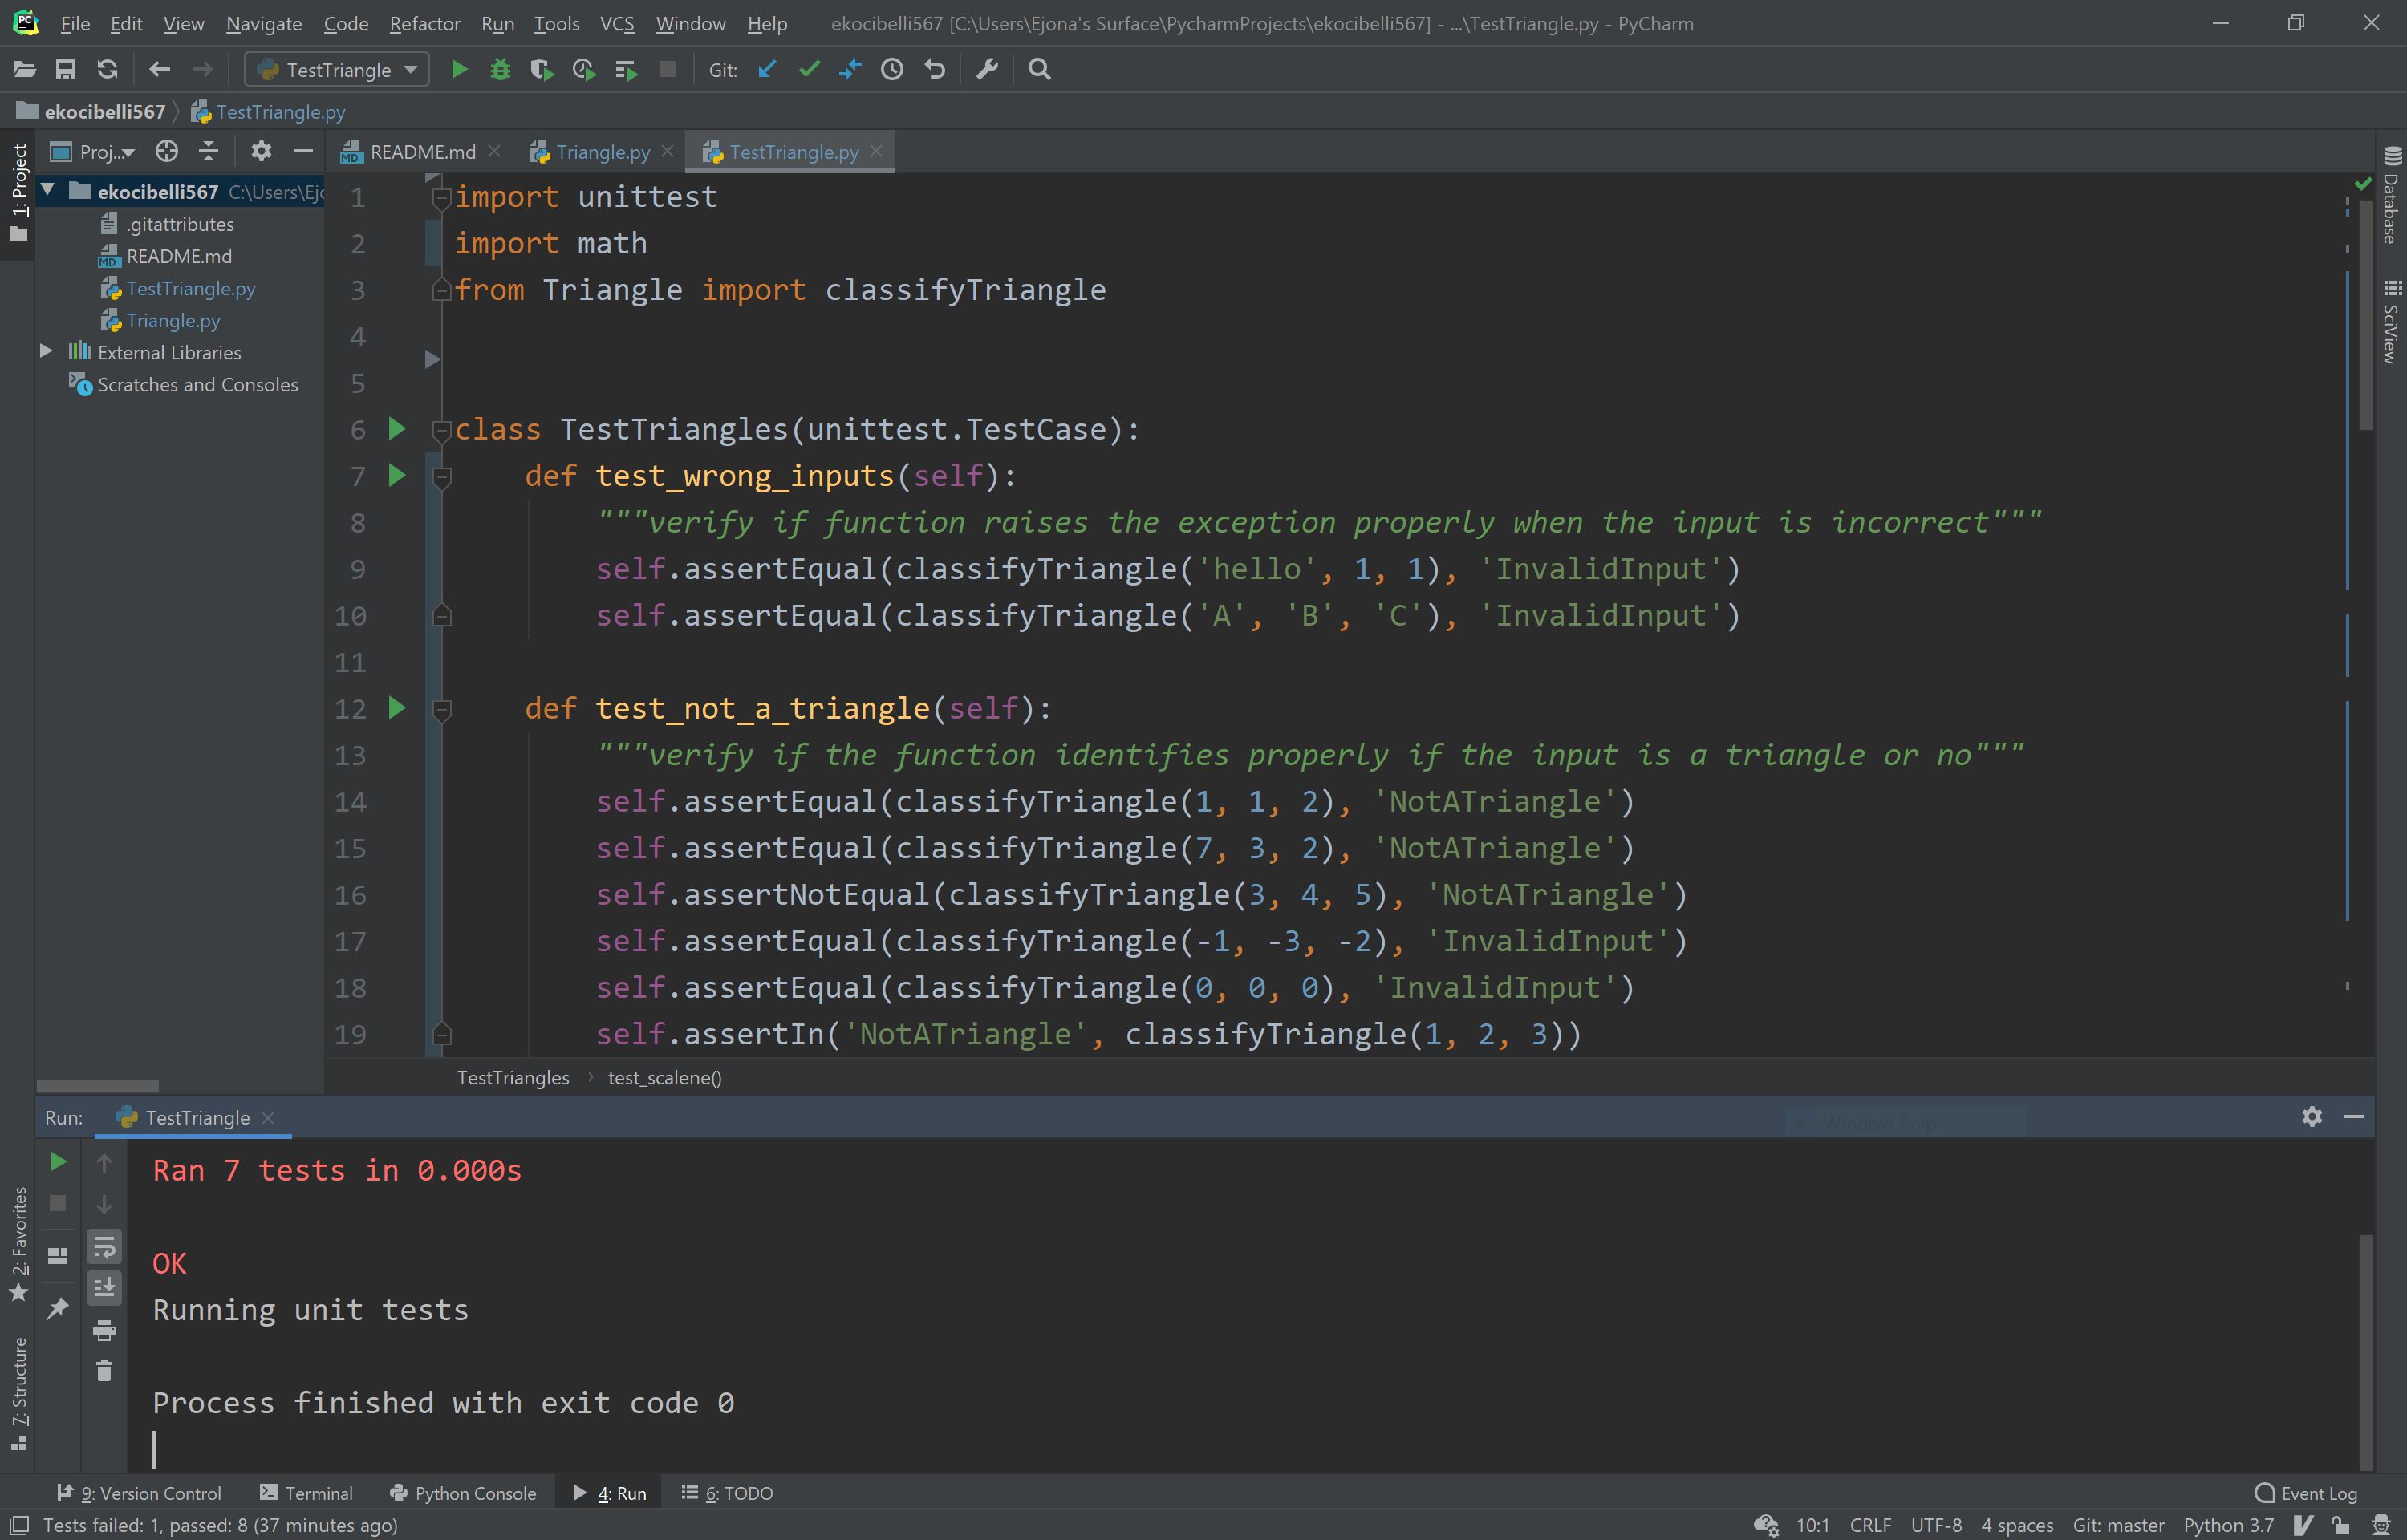 File Edit View Navigate Code Refactor Run Tools VCS Window Help ekocibelli567 [C:\Users\Ejona's Surface\PycharmProjects\ekocibelli567] - ...\TestTriangle.py - PyCharm
TestTriangle Git:
ekocibelli567 TestTriangle.py
1: Project
Proj...
README.md Triangle.py TestTriangle.py
ekocibelli567 C:\Users\Ejo
.gitattributes
README.md
TestTriangle.py
Triangle.py
External Libraries
Scratches and Consoles
1 import unittest
2 import math
3 from Triangle import classifyTriangle
4
5
6 class TestTriangles(unittest.TestCase):
7 def test_wrong_inputs(self):
8 """verify if function raises the exception properly when the input is incorrect"""
9 self.assertEqual(classifyTriangle('hello', 1, 1), 'InvalidInput')
10 self.assertEqual(classifyTriangle('A', 'B', 'C'), 'InvalidInput')
11
12 def test_not_a_triangle(self):
13 """verify if the function identifies properly if the input is a triangle or no"""
14 self.assertEqual(classifyTriangle(1, 1, 2), 'NotATriangle')
15 self.assertEqual(classifyTriangle(7, 3, 2), 'NotATriangle')
16 self.assertNotEqual(classifyTriangle(3, 4, 5), 'NotATriangle')
17 self.assertEqual(classifyTriangle(-1, -3, -2), 'InvalidInput')
18 self.assertEqual(classifyTriangle(0, 0, 0), 'InvalidInput')
19 self.assertIn('NotATriangle', classifyTriangle(1, 2, 3))
TestTriangles › test_scalene()
Database
SciView
Run: TestTriangle
Window Snip
Ran 7 tests in 0.000s
OK
Running unit tests
Process finished with exit code 0
2: Favorites
7: Structure
9: Version Control Terminal Python Console 4: Run 6: TODO Event Log
Tests failed: 1, passed: 8 (37 minutes ago) 10:1 CRLF UTF-8 4 spaces Git: master Python 3.7